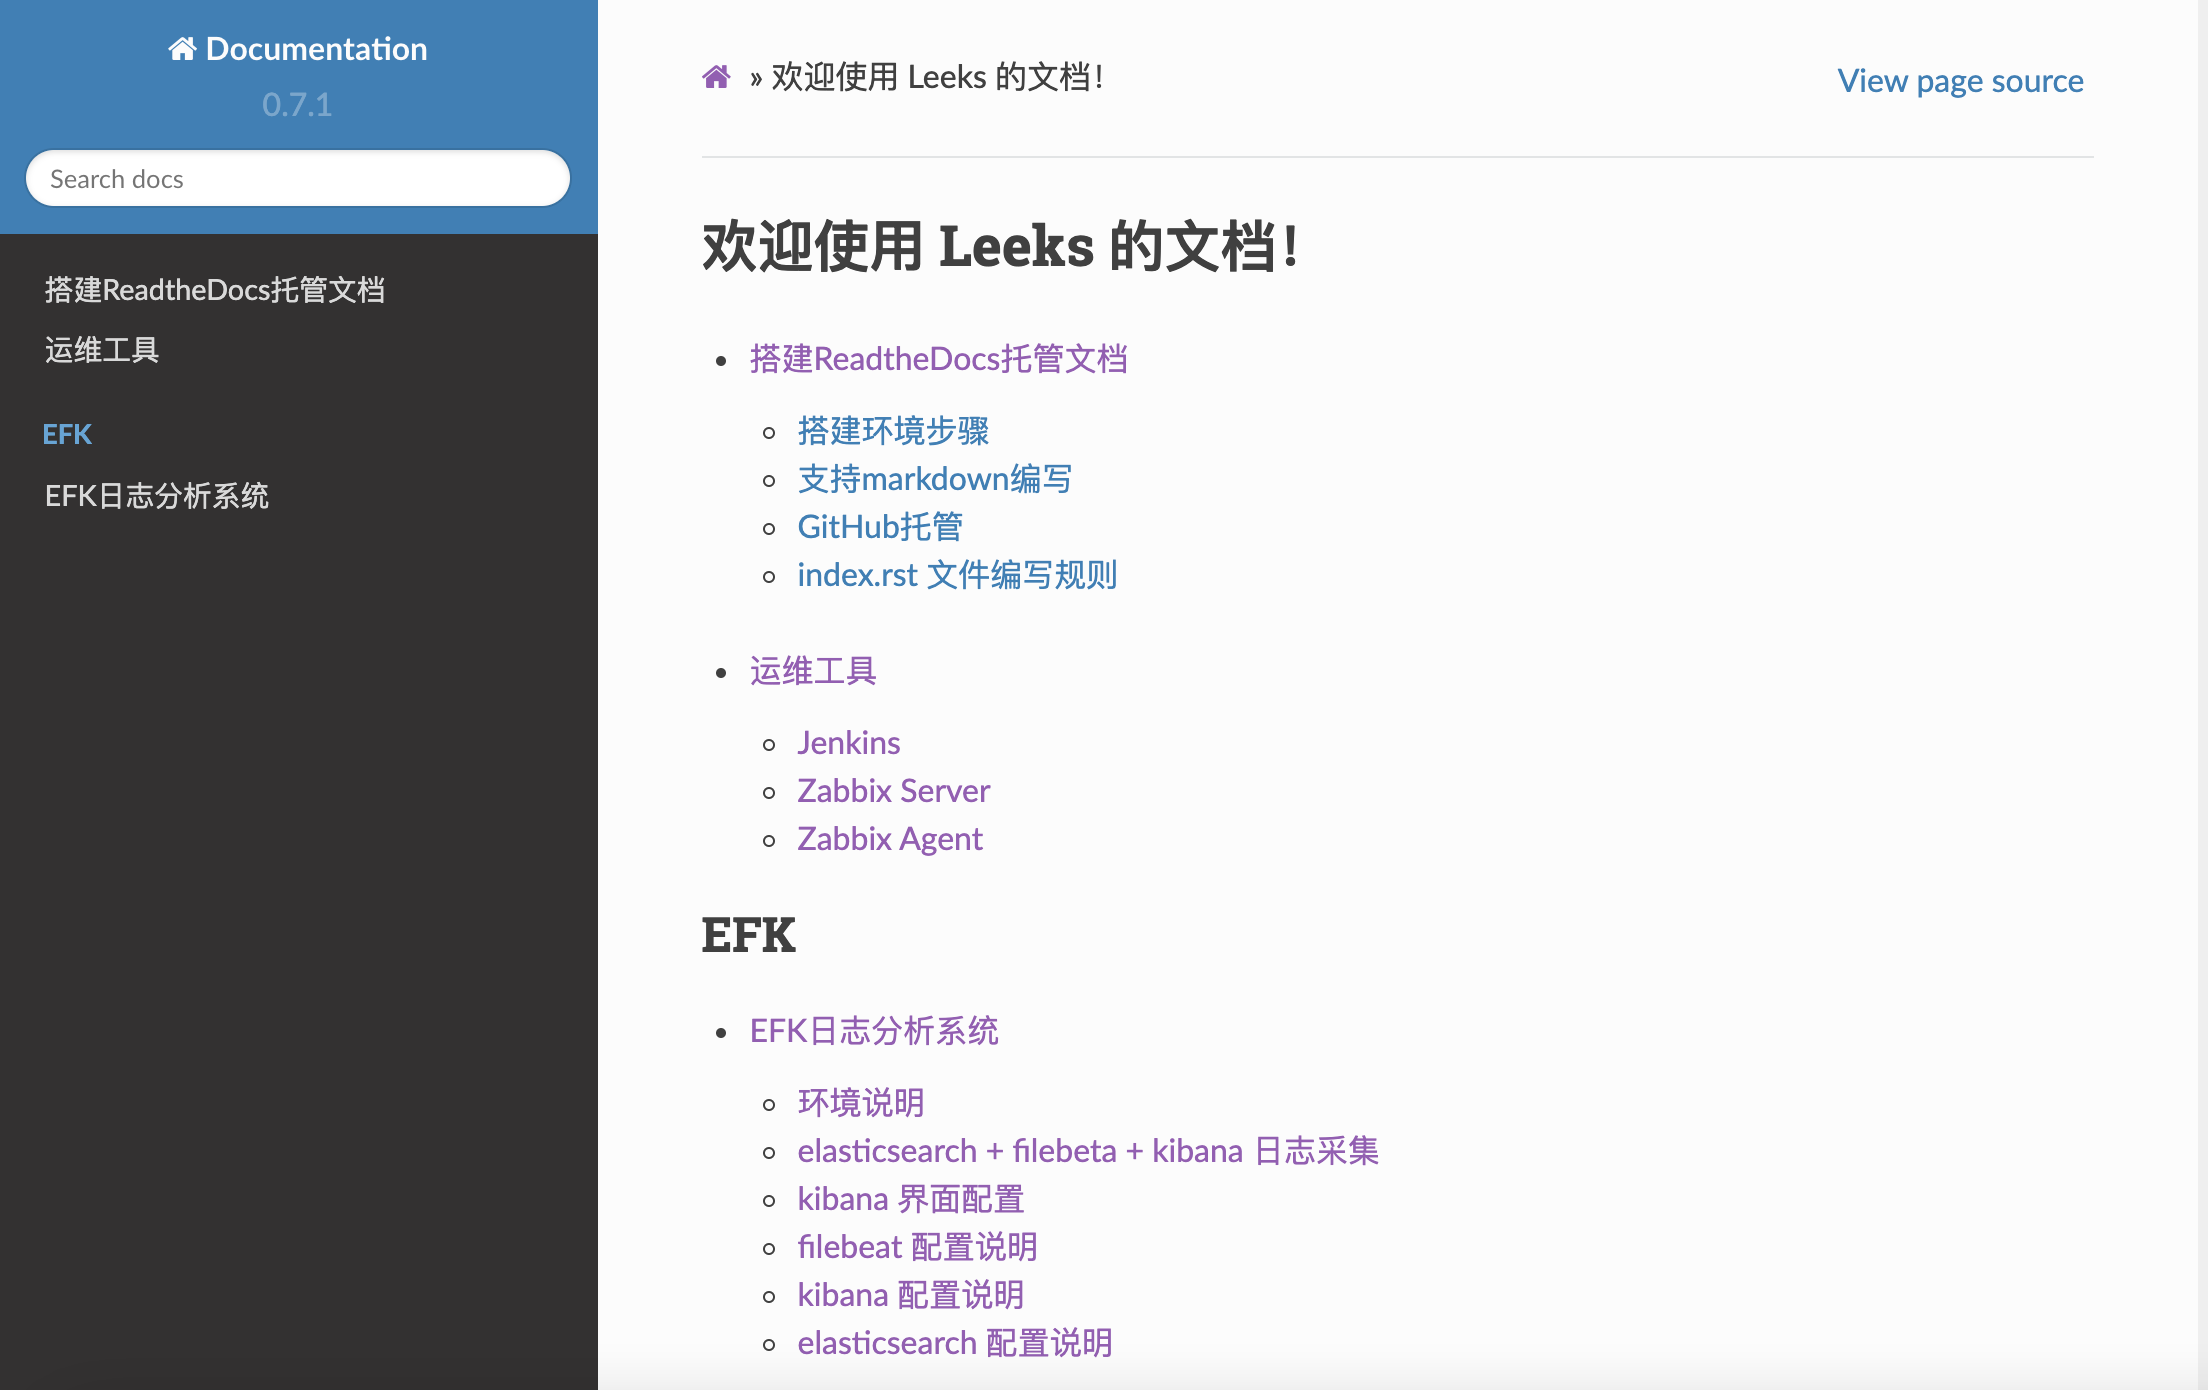 Documentation
0.7.1
Search docs
搭建ReadtheDocs托管文档
运维工具
EFK
EFK日志分析系统
» 欢迎使用 Leeks 的文档！
View page source
欢迎使用 Leeks 的文档！
搭建ReadtheDocs托管文档
搭建环境步骤
支持markdown编写
GitHub托管
index.rst 文件编写规则
运维工具
Jenkins
Zabbix Server
Zabbix Agent
EFK
EFK日志分析系统
环境说明
elasticsearch + filebeta + kibana 日志采集
kibana 界面配置
filebeat 配置说明
kibana 配置说明
elasticsearch 配置说明